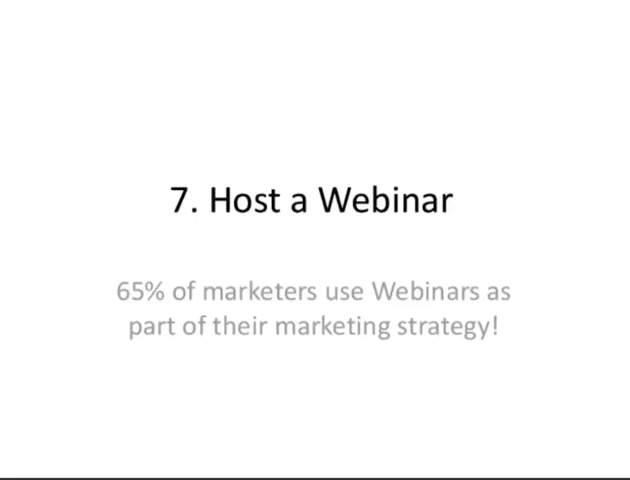 7. Host a Webinar
65% of marketers use Webinars as
part of their marketing strategy!